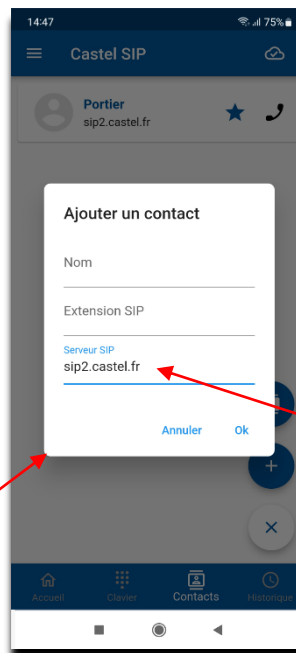 14:47
75%
Castel SIP
Portier
sip2.castel.fr
Ajouter un contact
Nom
Extension SIP
Serveur SIP
sip2.castel.fr
Annuler Ok
Accueil Clavier Contacts Historique